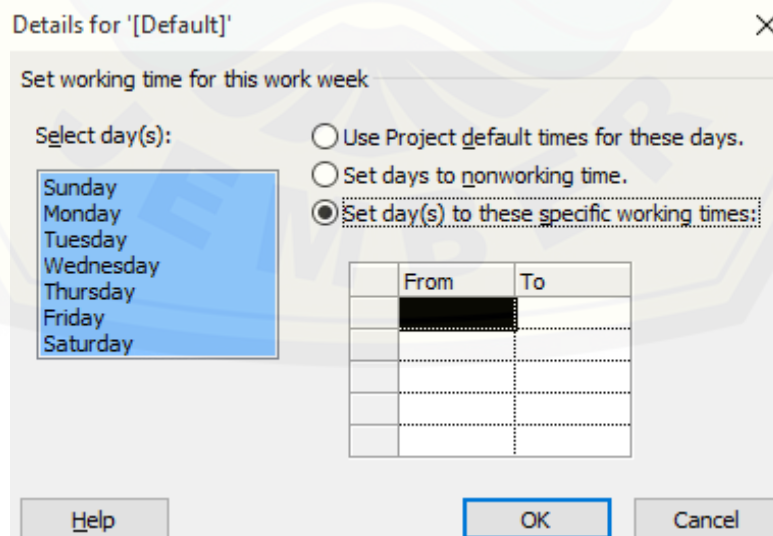 Details for '[Default]'
Set working time for this work week
Select day(s):
Sunday
Monday
Tuesday
Wednesday
Thursday
Friday
Saturday
Use Project default times for these days.
Set days to nonworking time.
Set day(s) to these specific working times:
From To
Help OK Cancel
JEMBER